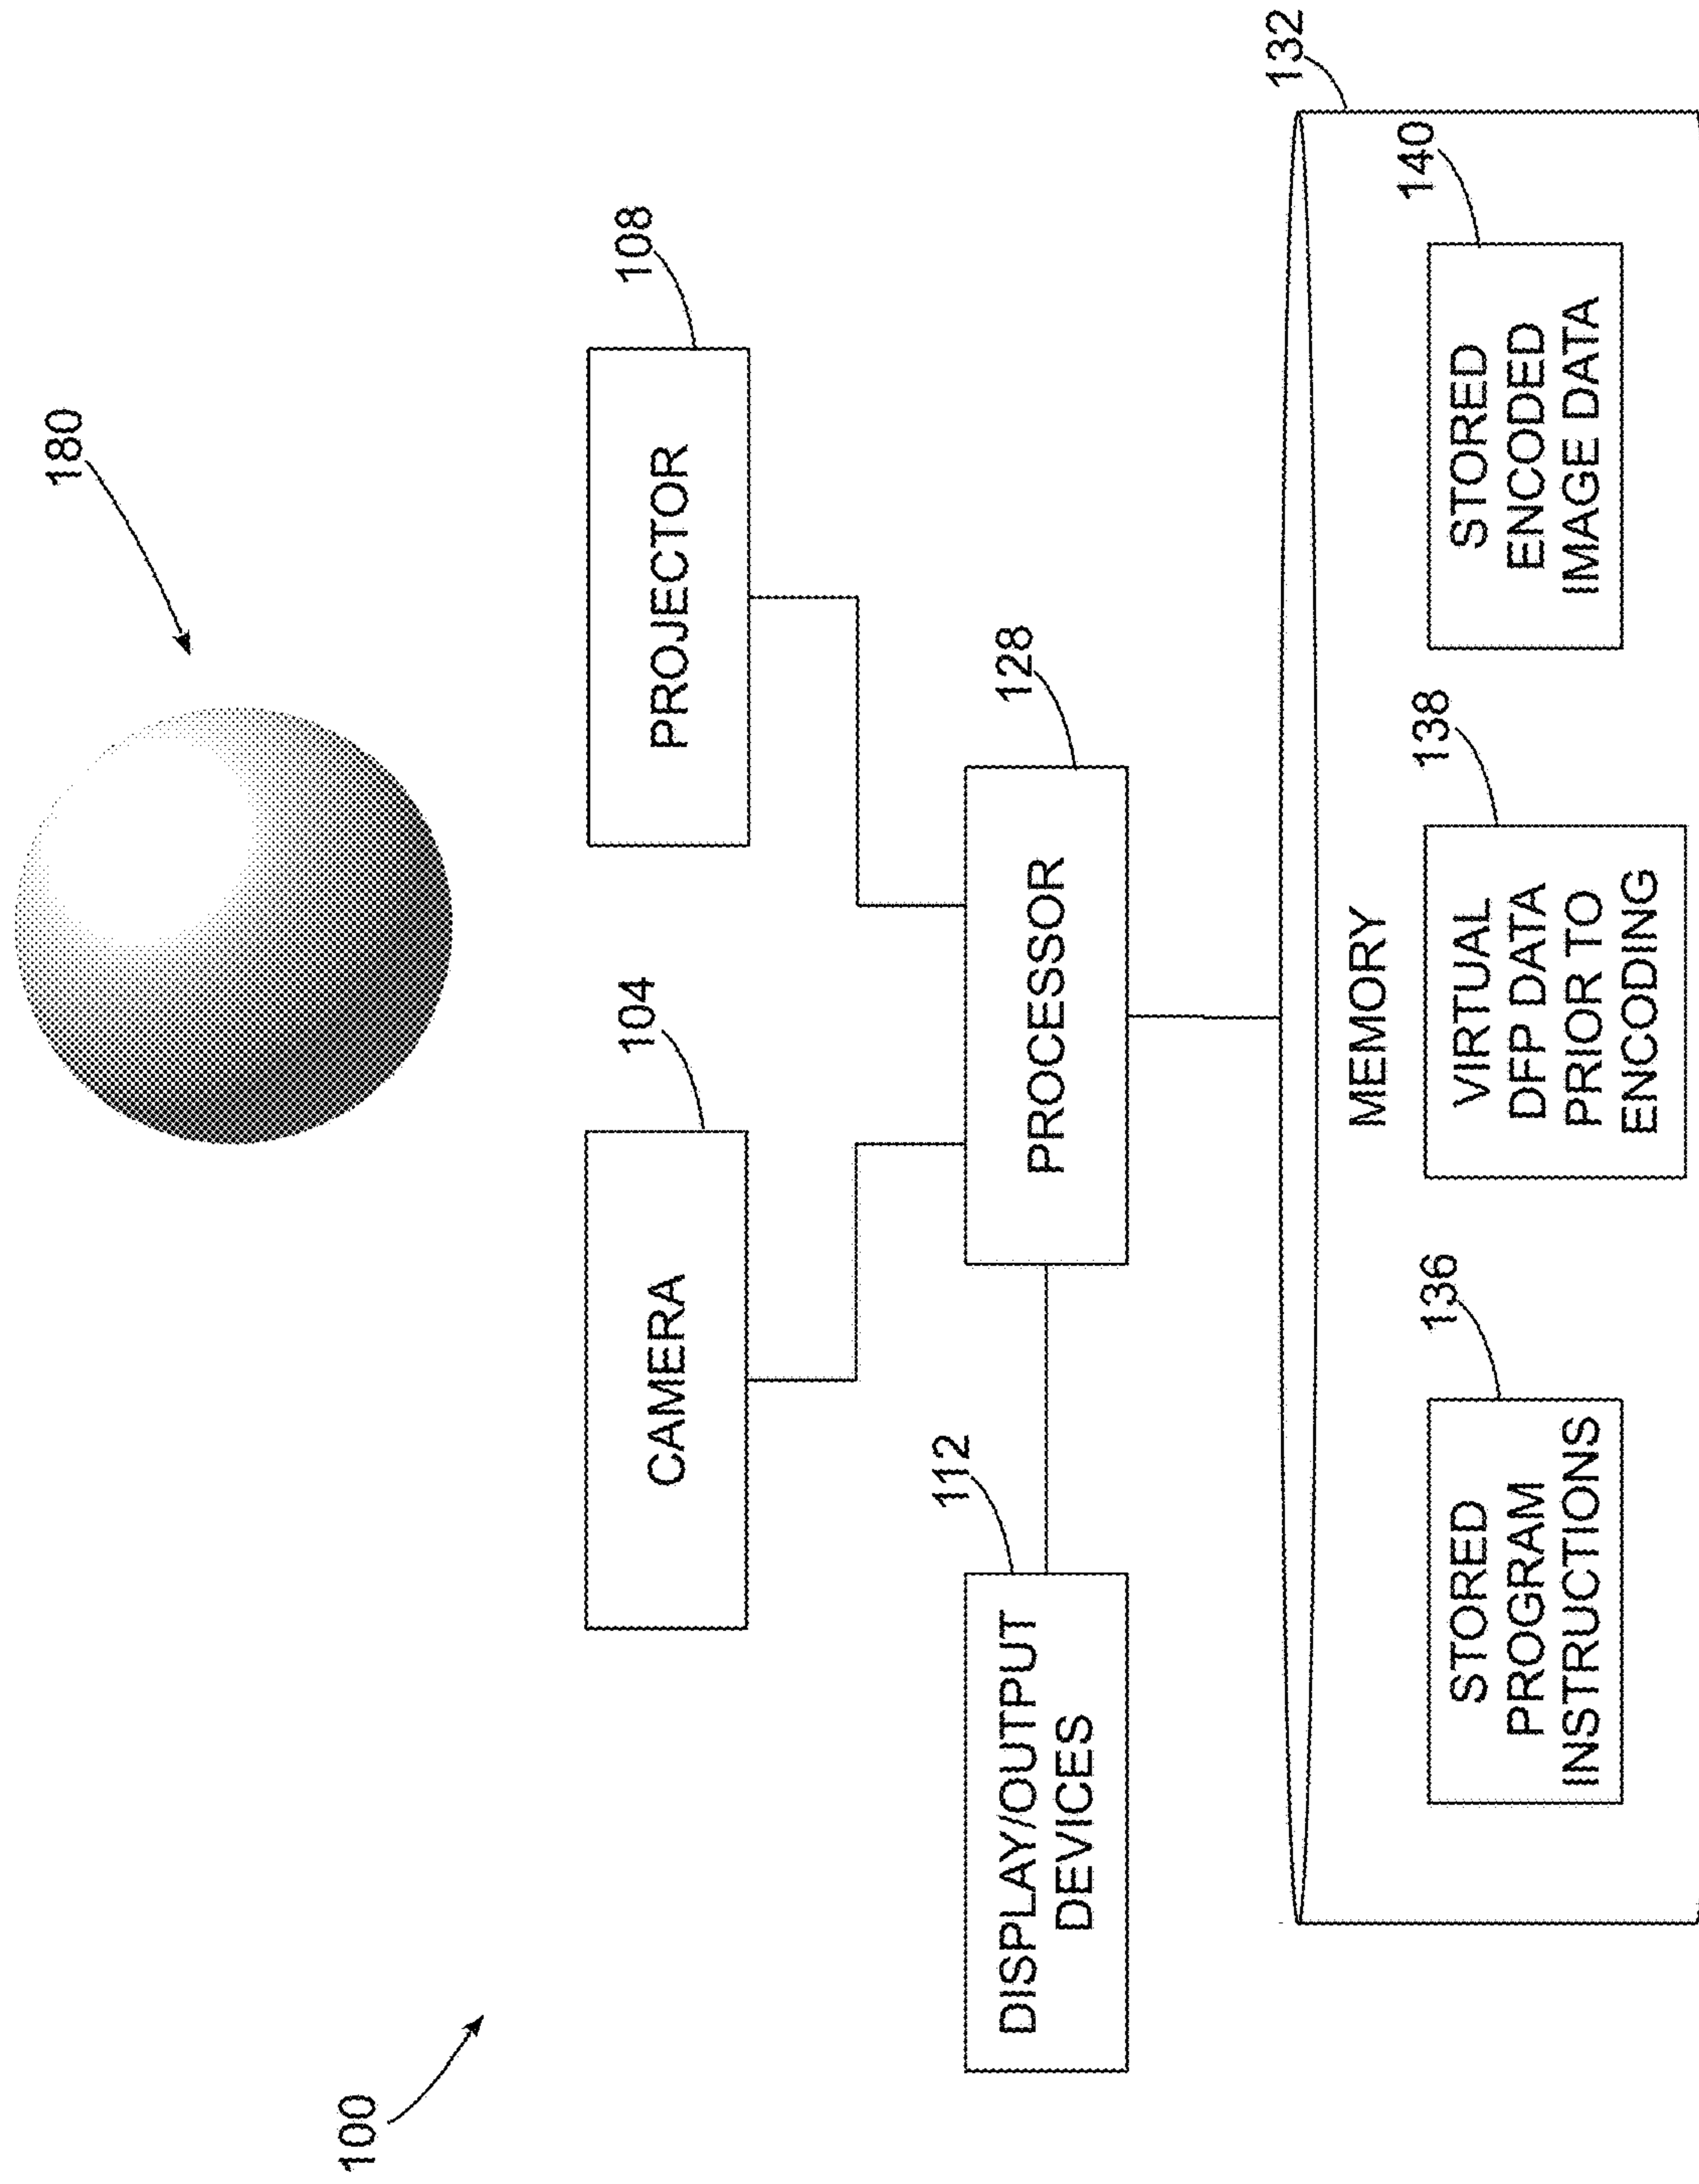 180
108
PROJECTOR
104
CAMERA
100
128
PROCESSOR
112
DISPLAY/OUTPUT
DEVICES
132
MEMORY
136
STORED
PROGRAM
INSTRUCTIONS
138
VIRTUAL
DFP DATA
PRIOR TO
ENCODING
140
STORED
ENCODED
IMAGE DATA